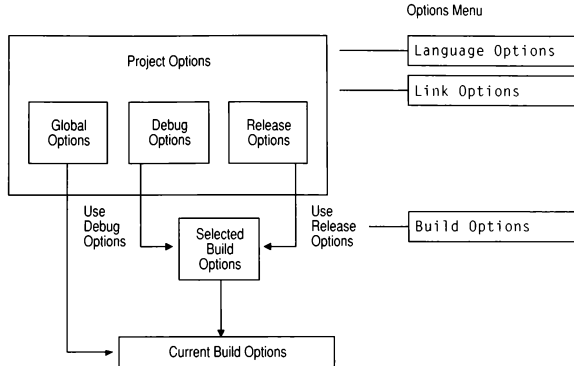 Options Menu
Project Options
Language Options
Link Options
Global
Options
Debug
Options
Release
Options
Use
Debug
Options
Selected
Build
Options
Use
Release
Options
Build Options
Current Build Options